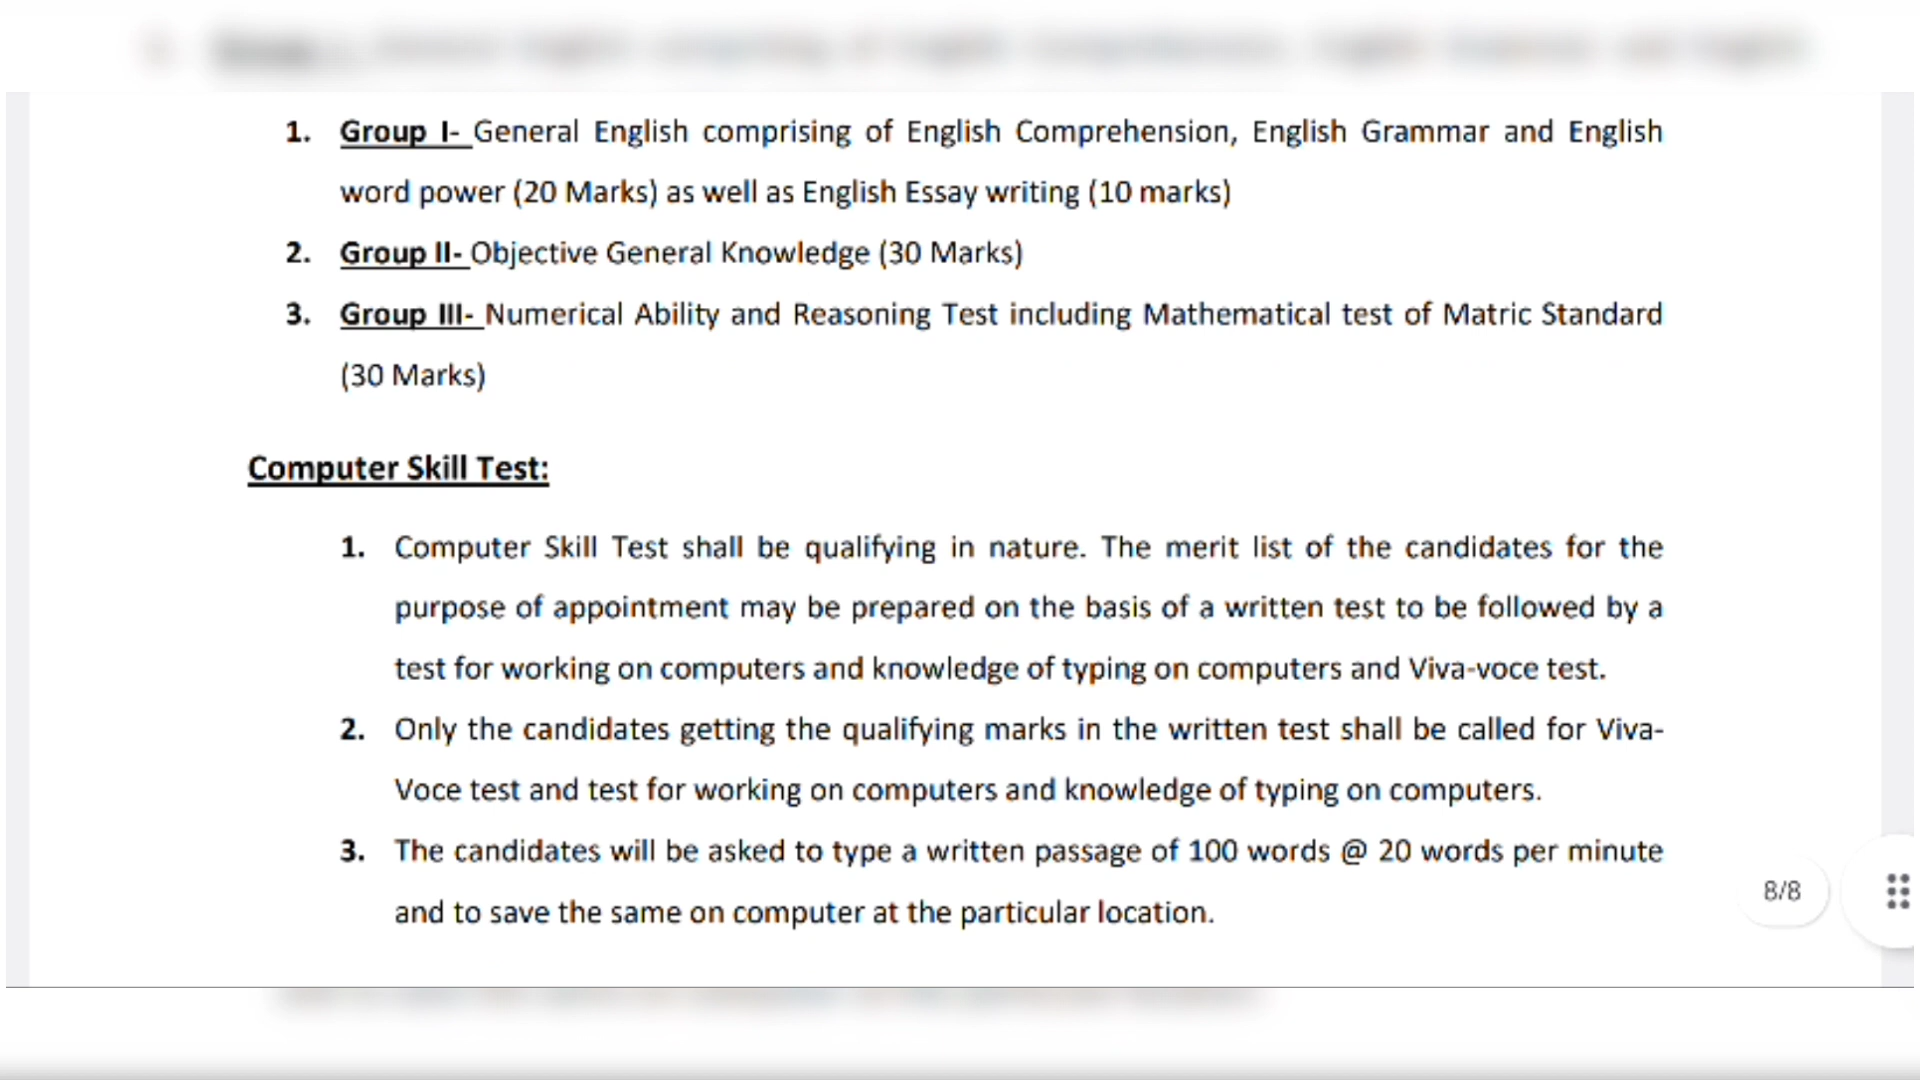 1. Group I- General English comprising of English Comprehension, English Grammar and English
word power (20 Marks) as well as English Essay writing (10 marks)
2. Group II- Objective General Knowledge (30 Marks)
3. Group III- Numerical Ability and Reasoning Test including Mathematical test of Matric Standard
(30 Marks)
Computer Skill Test:
1. Computer Skill Test shall be qualifying in nature. The merit list of the candidates for the
purpose of appointment may be prepared on the basis of a written test to be followed by a
test for working on computers and knowledge of typing on computers and Viva-voce test.
2. Only the candidates getting the qualifying marks in the written test shall be called for Viva-
Voce test and test for working on computers and knowledge of typing on computers.
3. The candidates will be asked to type a written passage of 100 words @ 20 words per minute
and to save the same on computer at the particular location.
8/8